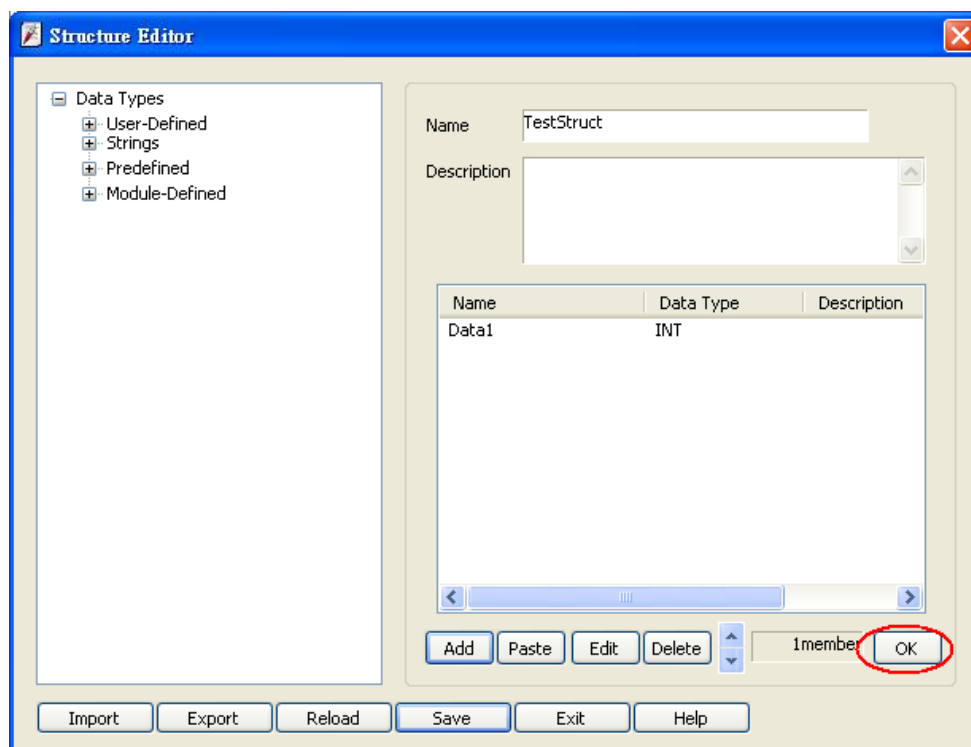 Structure Editor
Data Types
User-Defined
Strings
Predefined
Module-Defined
Name TestStruct
Description
Name Data Type Description
Data1 INT
Add Paste Edit Delete 1member OK
Import Export Reload Save Exit Help